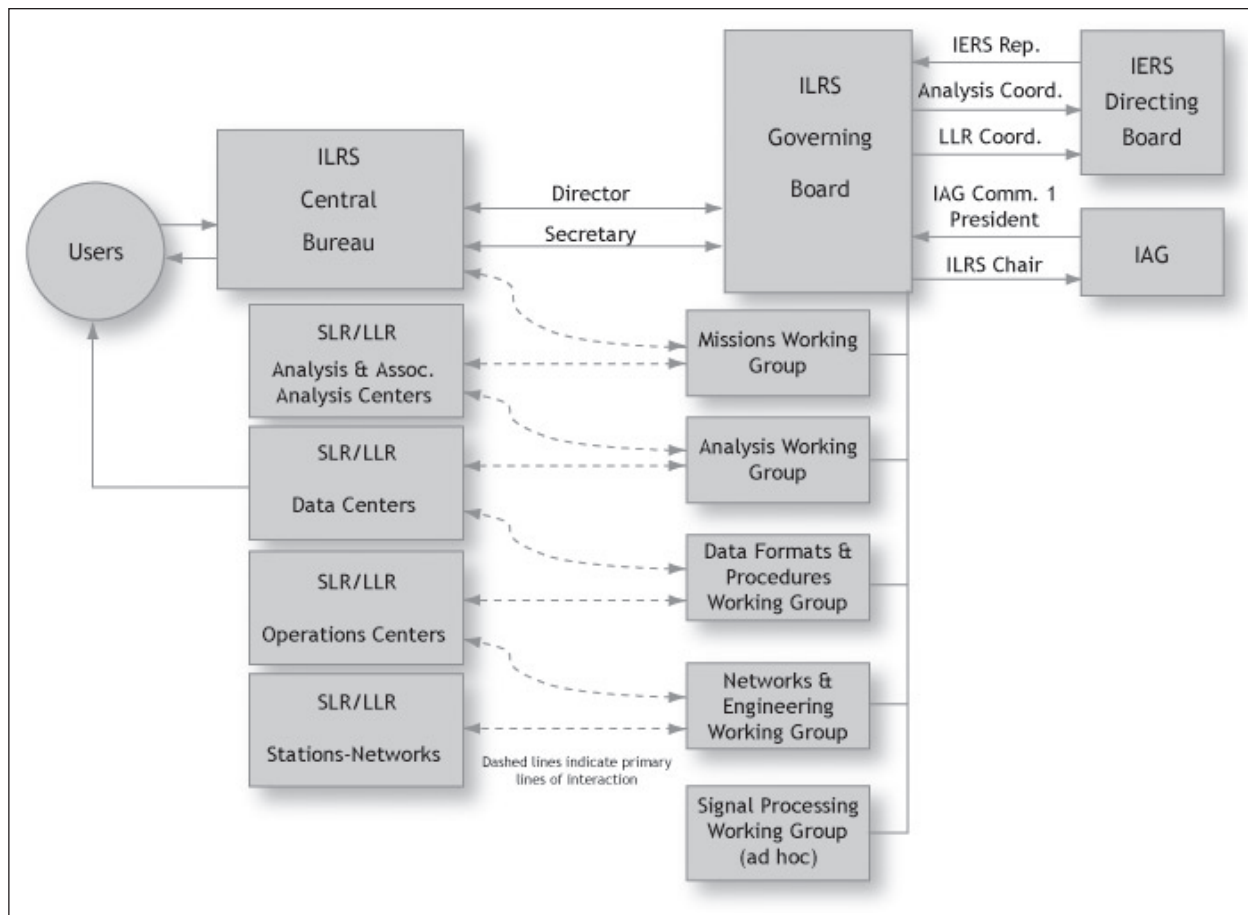 Users
ILRS
Central
Bureau
Director
Secretary
ILRS
Governing
Board
IERS Rep.
Analysis Coord.
LLR Coord.
IAG Comm. 1
President
ILRS Chair
IERS
Directing
Board
IAG
SLR/LLR
Analysis & Assoc.
Analysis Centers
SLR/LLR
Data Centers
SLR/LLR
Operations Centers
SLR/LLR
Stations-Networks
Missions Working
Group
Analysis Working
Group
Data Formats &
Procedures
Working Group
Networks &
Engineering
Working Group
Signal Processing
Working Group
(ad hoc)
Dashed lines indicate primary
lines of interaction